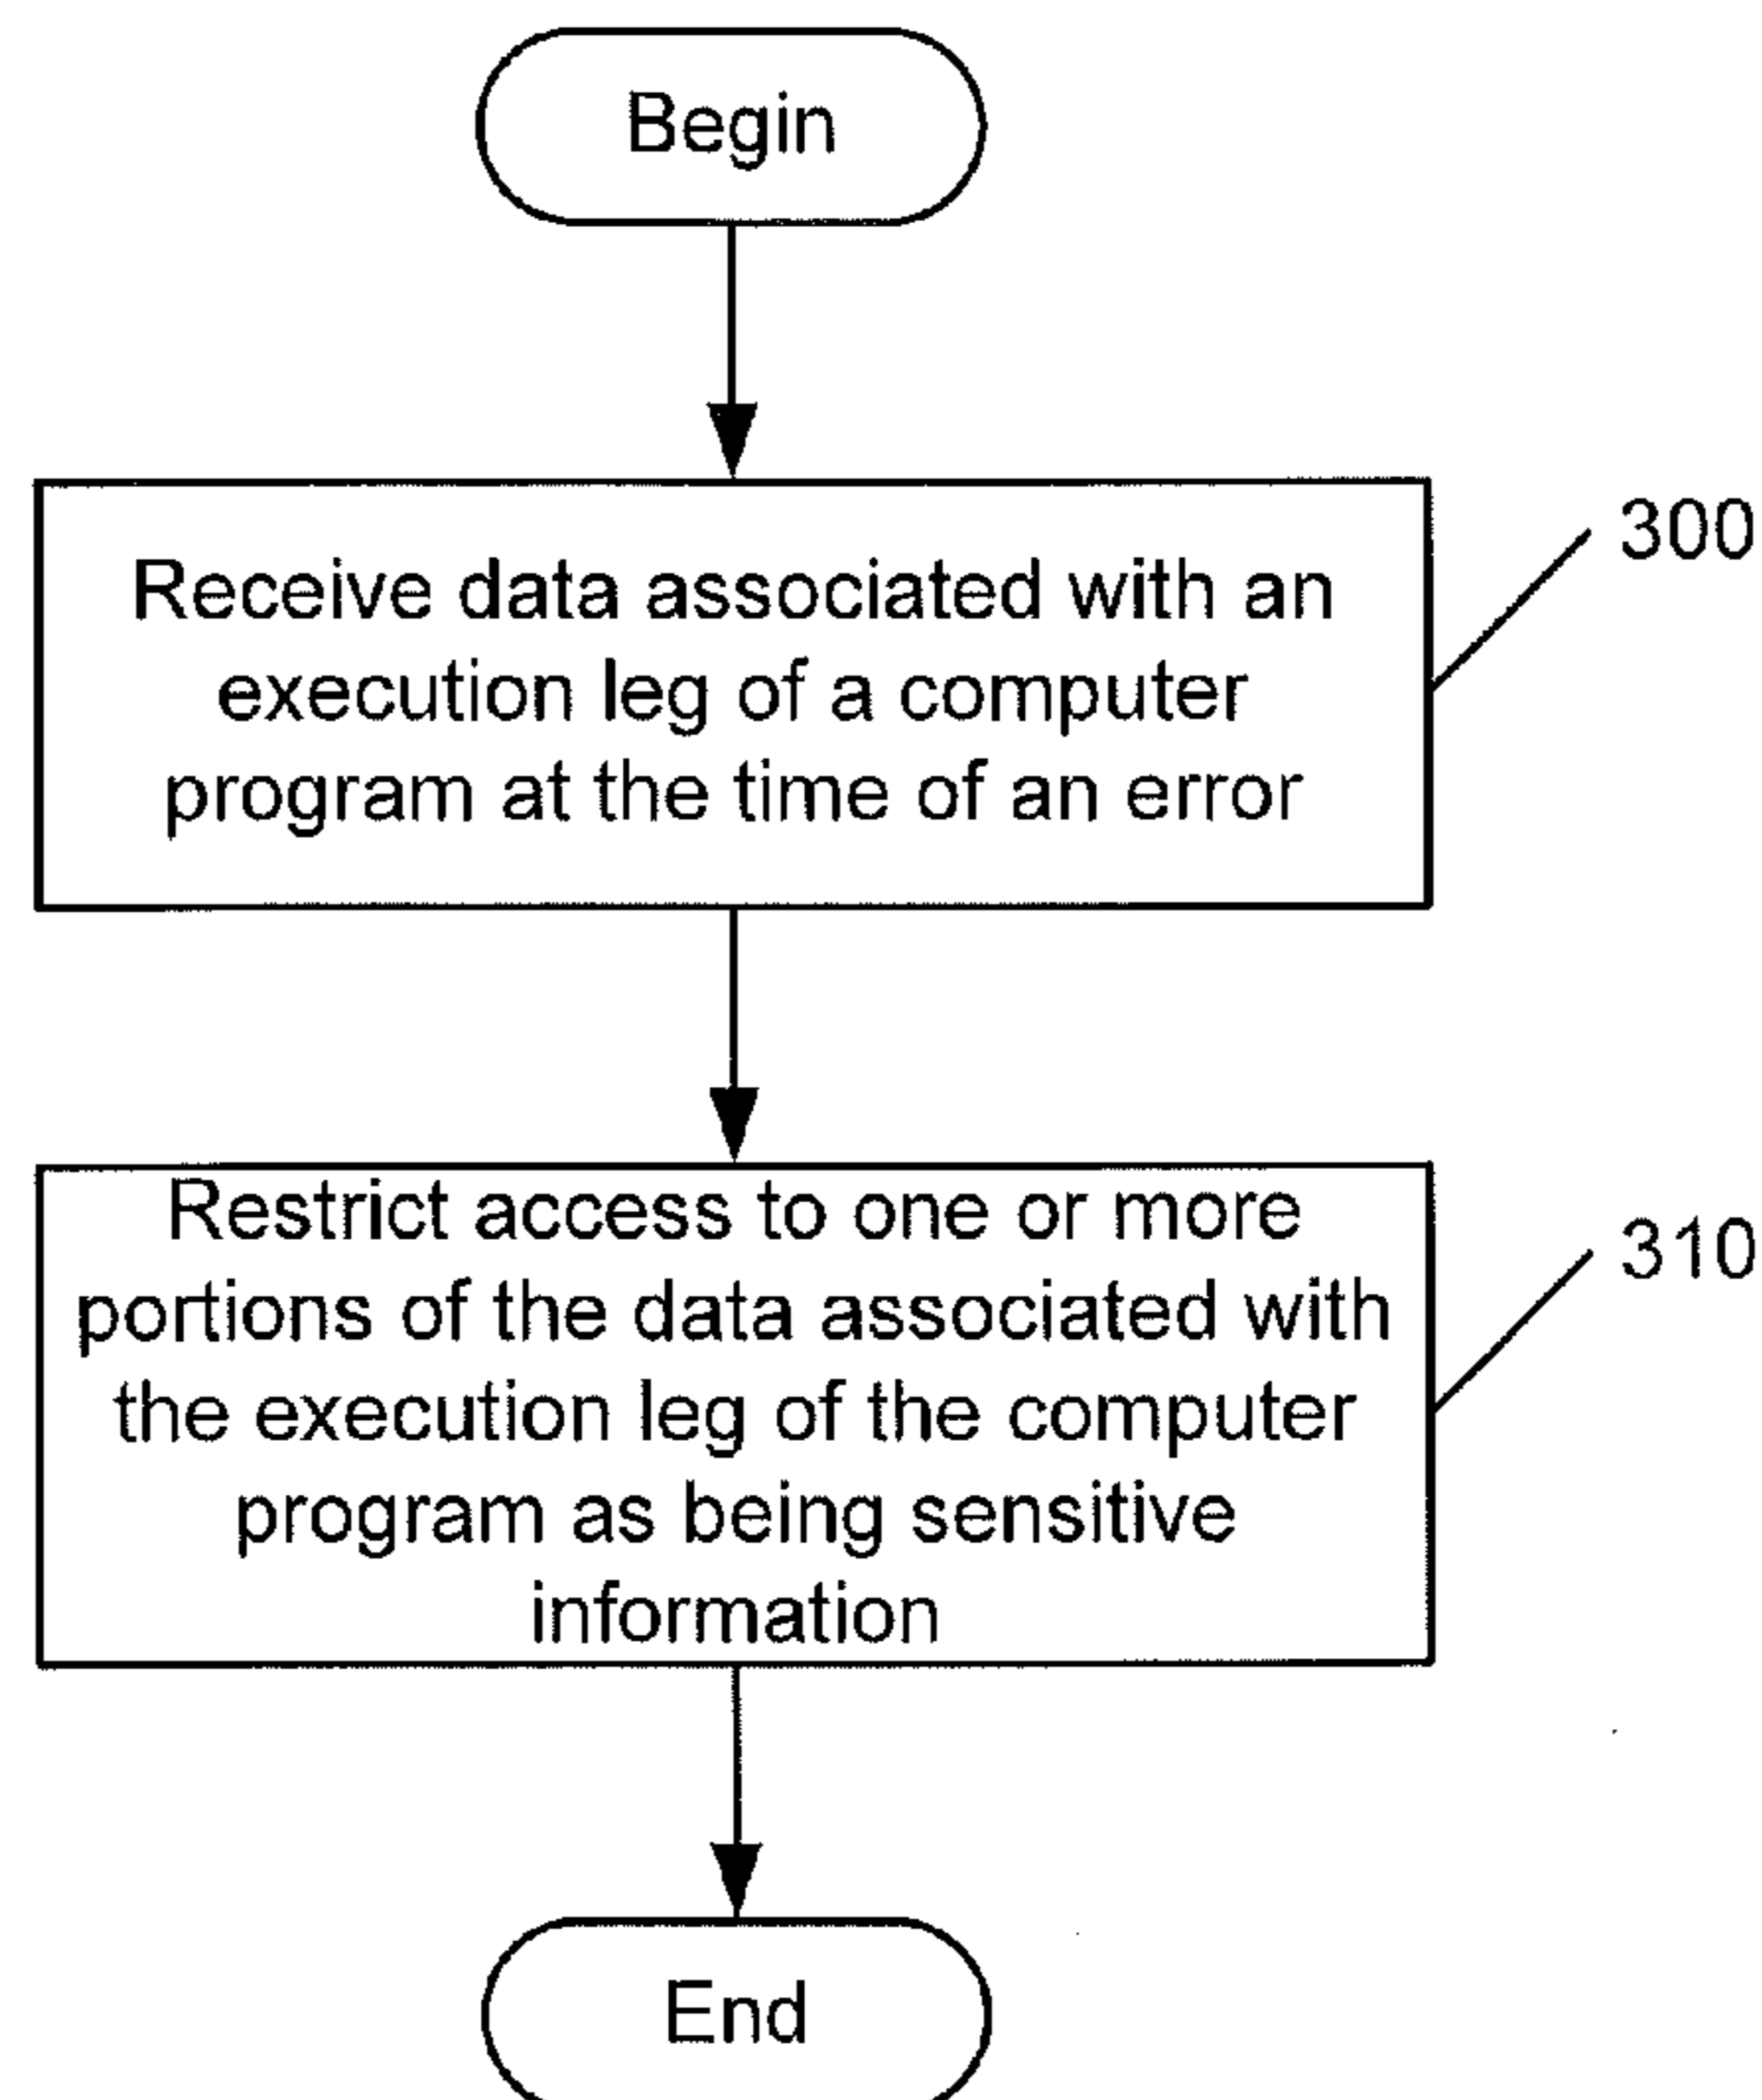 Begin
Receive data associated with an
execution leg of a computer
program at the time of an error
300
Restrict access to one or more
portions of the data associated with
the execution leg of the computer
program as being sensitive
information
310
End